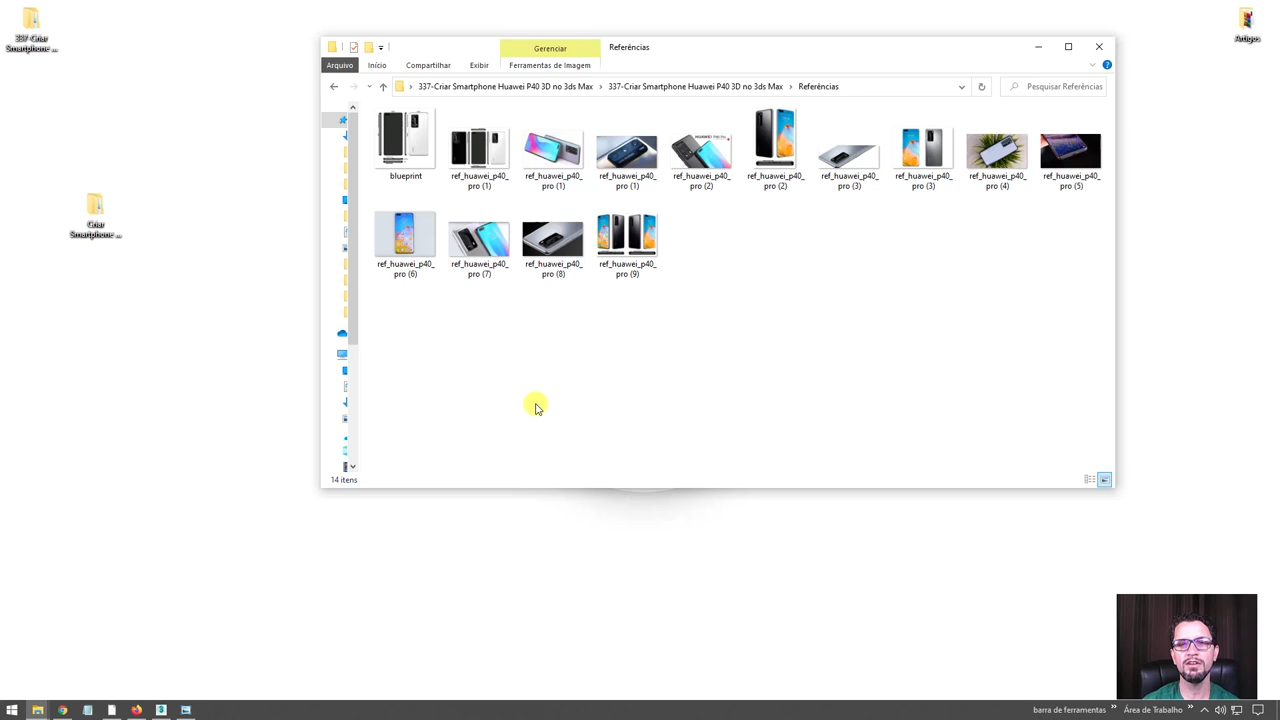 337-Criar
Smartphone ...
Artigos
Gerenciar
Referências
Arquivo
Início
Compartilhar
Exibir
Ferramentas de Imagem
337-Criar Smartphone Huawei P40 3D no 3ds Max
337-Criar Smartphone Huawei P40 3D no 3ds Max
Referências
Pesquisar Referências
blueprint
ref_huawei_p40_
pro (1)
ref_huawei_p40_
pro (1)
ref_huawei_p40_
pro (1)
HUAWEI P40 Pro
ref_huawei_p40_
pro (2)
ref_huawei_p40_
pro (2)
ref_huawei_p40_
pro (3)
ref_huawei_p40_
pro (3)
ref_huawei_p40_
pro (4)
ref_huawei_p40_
pro (5)
Criar
Smartphone ...
ref_huawei_p40_
pro (6)
ref_huawei_p40_
pro (7)
ref_huawei_p40_
pro (8)
ref_huawei_p40_
pro (9)
14 itens
barra de ferramentas
Área de Trabalho